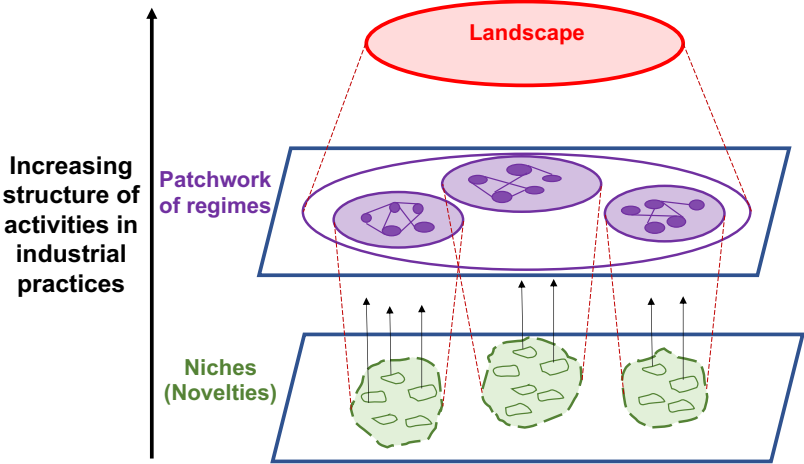 Landscape
Increasing
structure of
activities in
industrial
practices
Patchwork
of regimes
Niches
(Novelties)